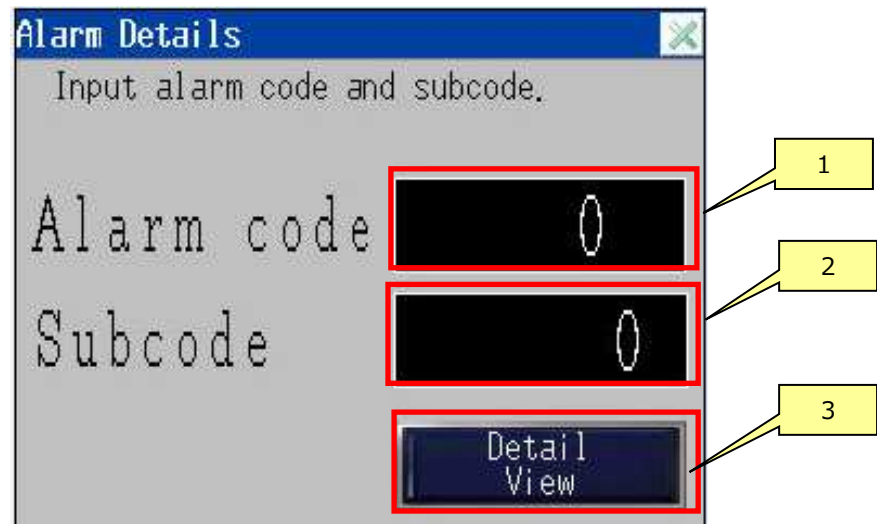 Alarm Details
Input alarm code and subcode.
1
Alarm code 0
2
Subcode 0
3
Detail
View